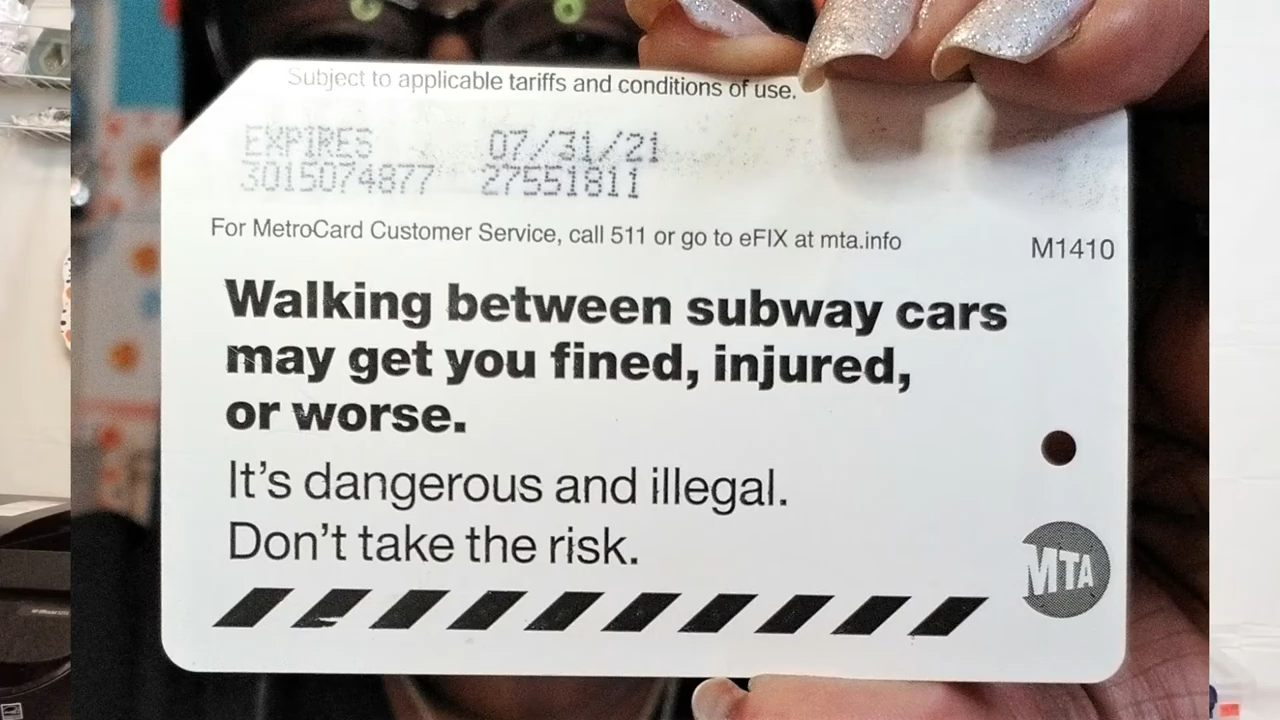 Subject to applicable tariffs and conditions of use.
EXPIRES 07/31/21
3015074877 27551811
For MetroCard Customer Service, call 511 or go to eFIX at mta.info
M1410
Walking between subway cars
may get you fined, injured,
or worse.
It's dangerous and illegal.
Don't take the risk.
MTA